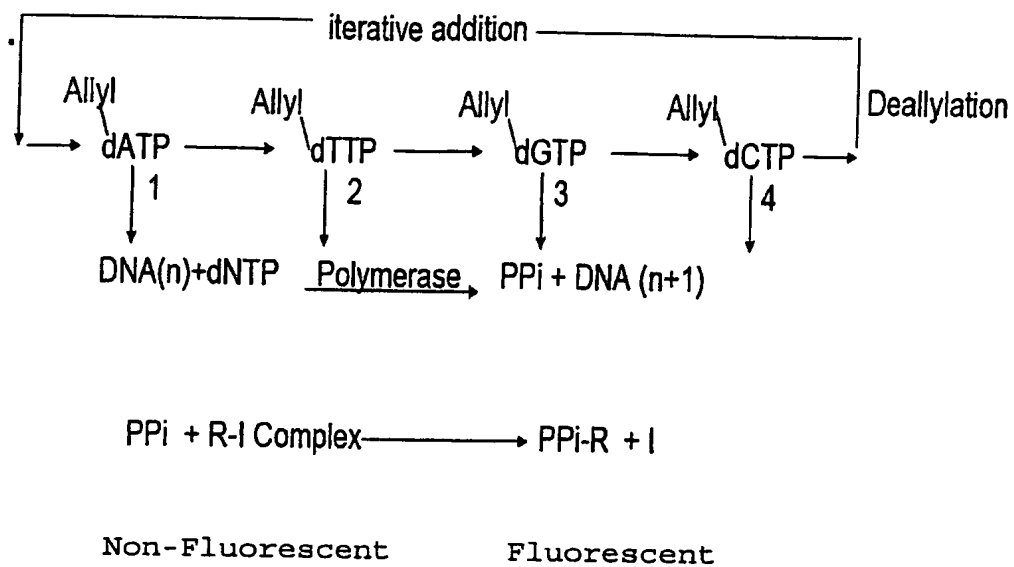 iterative addition
Allyl Allyl Allyl Allyl Deallylation
dATP dTTP dGTP dCTP
1 2 3 4
DNA(n)+dNTP Polymerase PPi + DNA (n+1)
PPi + R-I Complex PPi-R + I
Non-Fluorescent Fluorescent